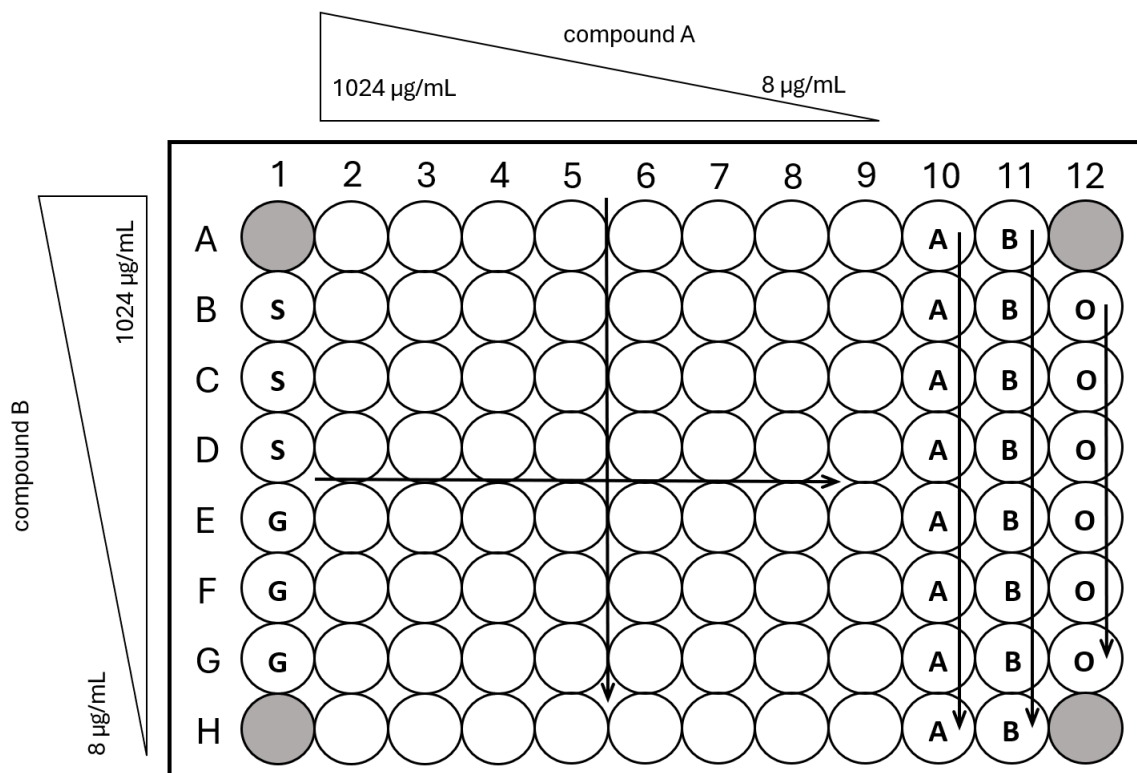 compound A
1024 µg/mL
8 µg/mL
1 2 3 4 5 6 7 8 9 10 11 12
compound B
1024 µg/mL
8 µg/mL
A A B
B S A B O
C S A B O
D S A B O
E G A B O
F G A B O
G G A B O
H A B